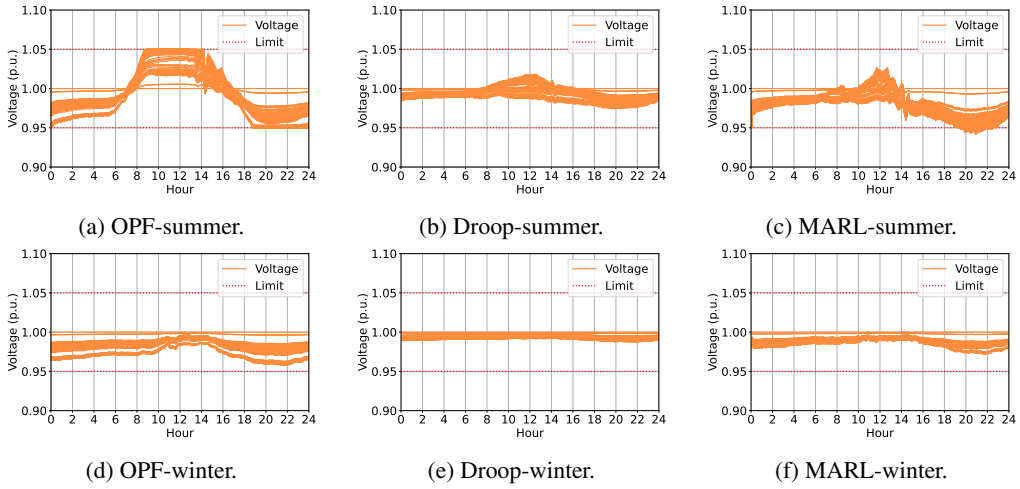 1.10
1.05
1.00
0.95
0.90
Voltage (p.u.)
Voltage
Limit
0 2 4 6 8 10 12 14 16 18 20 22 24
Hour
(a) OPF-summer.
1.10
1.05
1.00
0.95
0.90
Voltage (p.u.)
Voltage
Limit
0 2 4 6 8 10 12 14 16 18 20 22 24
Hour
(b) Droop-summer.
1.10
1.05
1.00
0.95
0.90
Voltage (p.u.)
Voltage
Limit
0 2 4 6 8 10 12 14 16 18 20 22 24
Hour
(c) MARL-summer.
1.10
1.05
1.00
0.95
0.90
Voltage (p.u.)
Voltage
Limit
0 2 4 6 8 10 12 14 16 18 20 22 24
Hour
(d) OPF-winter.
1.10
1.05
1.00
0.95
0.90
Voltage (p.u.)
Voltage
Limit
0 2 4 6 8 10 12 14 16 18 20 22 24
Hour
(e) Droop-winter.
1.10
1.05
1.00
0.95
0.90
Voltage (p.u.)
Voltage
Limit
0 2 4 6 8 10 12 14 16 18 20 22 24
Hour
(f) MARL-winter.